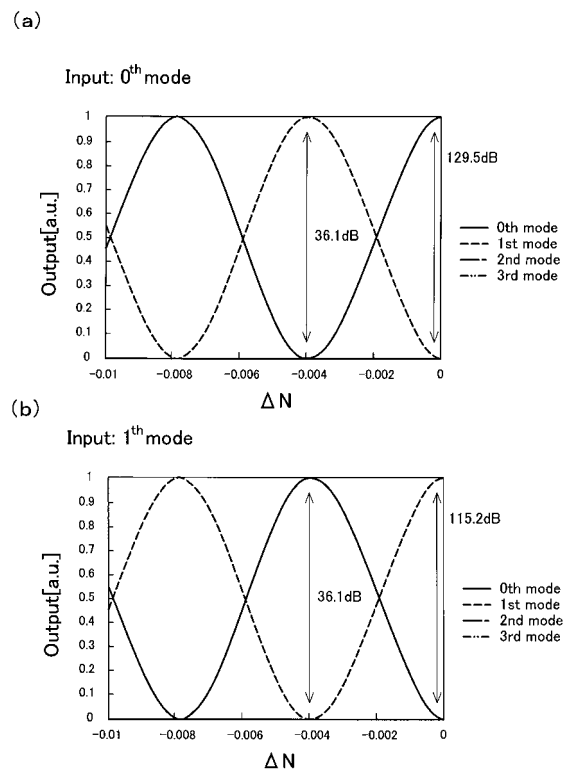 (a)
Input: 0th mode
Output[a.u.]
1
0.9
0.8
0.7
0.6
0.5
0.4
0.3
0.2
0.1
0
36.1dB
129.5dB
0th mode
1st mode
2nd mode
3rd mode
-0.01 -0.008 -0.006 -0.004 -0.002 0
ΔN
(b)
Input: 1th mode
Output[a.u.]
1
0.9
0.8
0.7
0.6
0.5
0.4
0.3
0.2
0.1
0
36.1dB
115.2dB
0th mode
1st mode
2nd mode
3rd mode
-0.01 -0.008 -0.006 -0.004 -0.002 0
ΔN